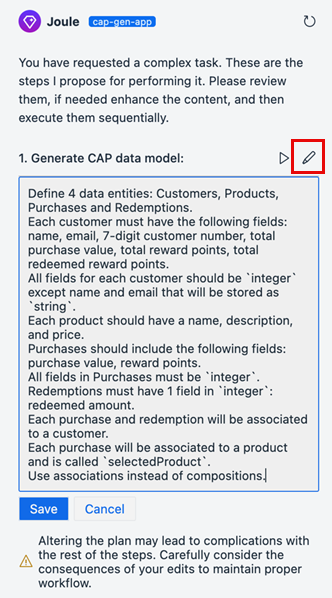 Joule cap-gen-app
You have requested a complex task. These are the
steps I propose for performing it. Please review
them, if needed enhance the content, and then
execute them sequentially.
1. Generate CAP data model:
Define 4 data entities: Customers, Products,
Purchases and Redemptions.
Each customer must have the following fields:
name, email, 7-digit customer number, total
purchase value, total reward points, total
redeemed reward points.
All fields for each customer should be `integer`
except name and email that will be stored as
`string`.
Each product should have a name, description,
and price.
Purchases should include the following fields:
purchase value, reward points.
All fields in Purchases must be `integer`.
Redemptions must have 1 field in `integer`:
redeemed amount.
Each purchase and redemption will be associated
to a customer.
Each purchase will be associated to a product
and is called `selectedProduct`.
Use associations instead of compositions.
Save Cancel
Altering the plan may lead to complications with
the rest of the steps. Carefully consider the
consequences of your edits to maintain proper
workflow.